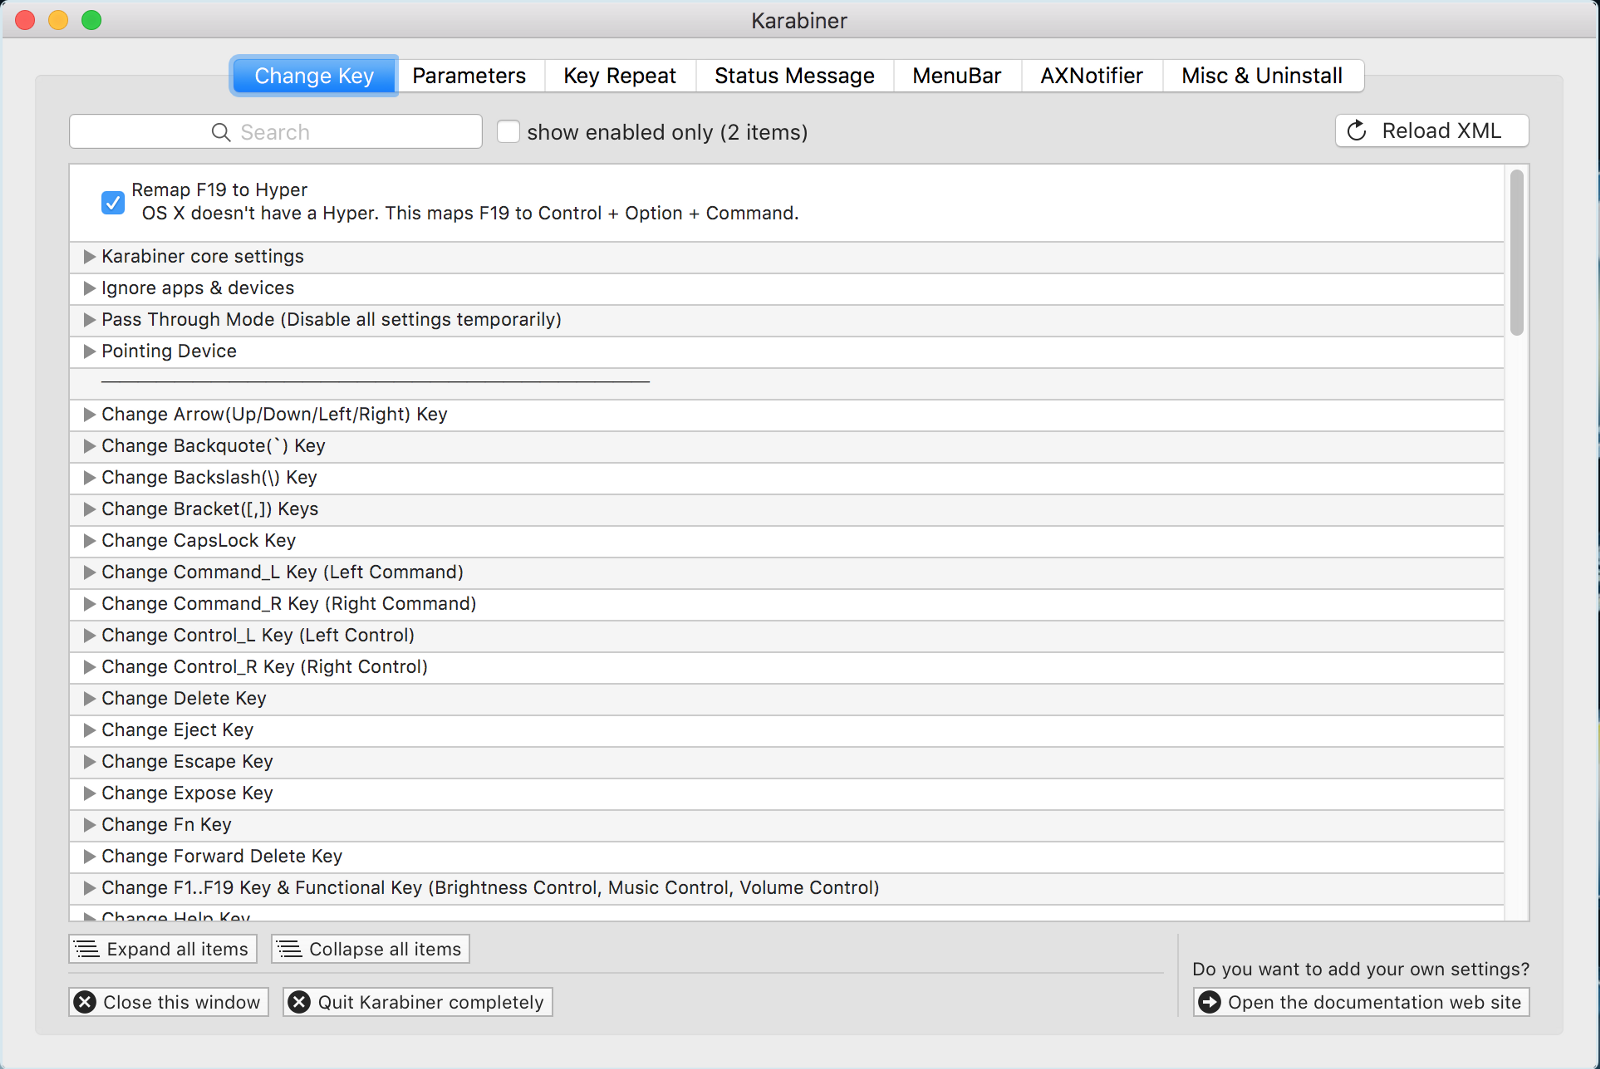 Karabiner
Change Key
Parameters
Key Repeat
Status Message
MenuBar
AXNotifier
Misc & Uninstall
Search
show enabled only (2 items)
Reload XML
Remap F19 to Hyper
OS X doesn't have a Hyper. This maps F19 to Control + Option + Command.
Karabiner core settings
Ignore apps & devices
Pass Through Mode (Disable all settings temporarily)
Pointing Device
Change Arrow(Up/Down/Left/Right) Key
Change Backquote(`) Key
Change Backslash(\) Key
Change Bracket([,]) Keys
Change CapsLock Key
Change Command_L Key (Left Command)
Change Command_R Key (Right Command)
Change Control_L Key (Left Control)
Change Control_R Key (Right Control)
Change Delete Key
Change Eject Key
Change Escape Key
Change Expose Key
Change Fn Key
Change Forward Delete Key
Change F1..F19 Key & Functional Key (Brightness Control, Music Control, Volume Control)
Change Help Key
Expand all items
Collapse all items
Do you want to add your own settings?
Close this window
Quit Karabiner completely
Open the documentation web site